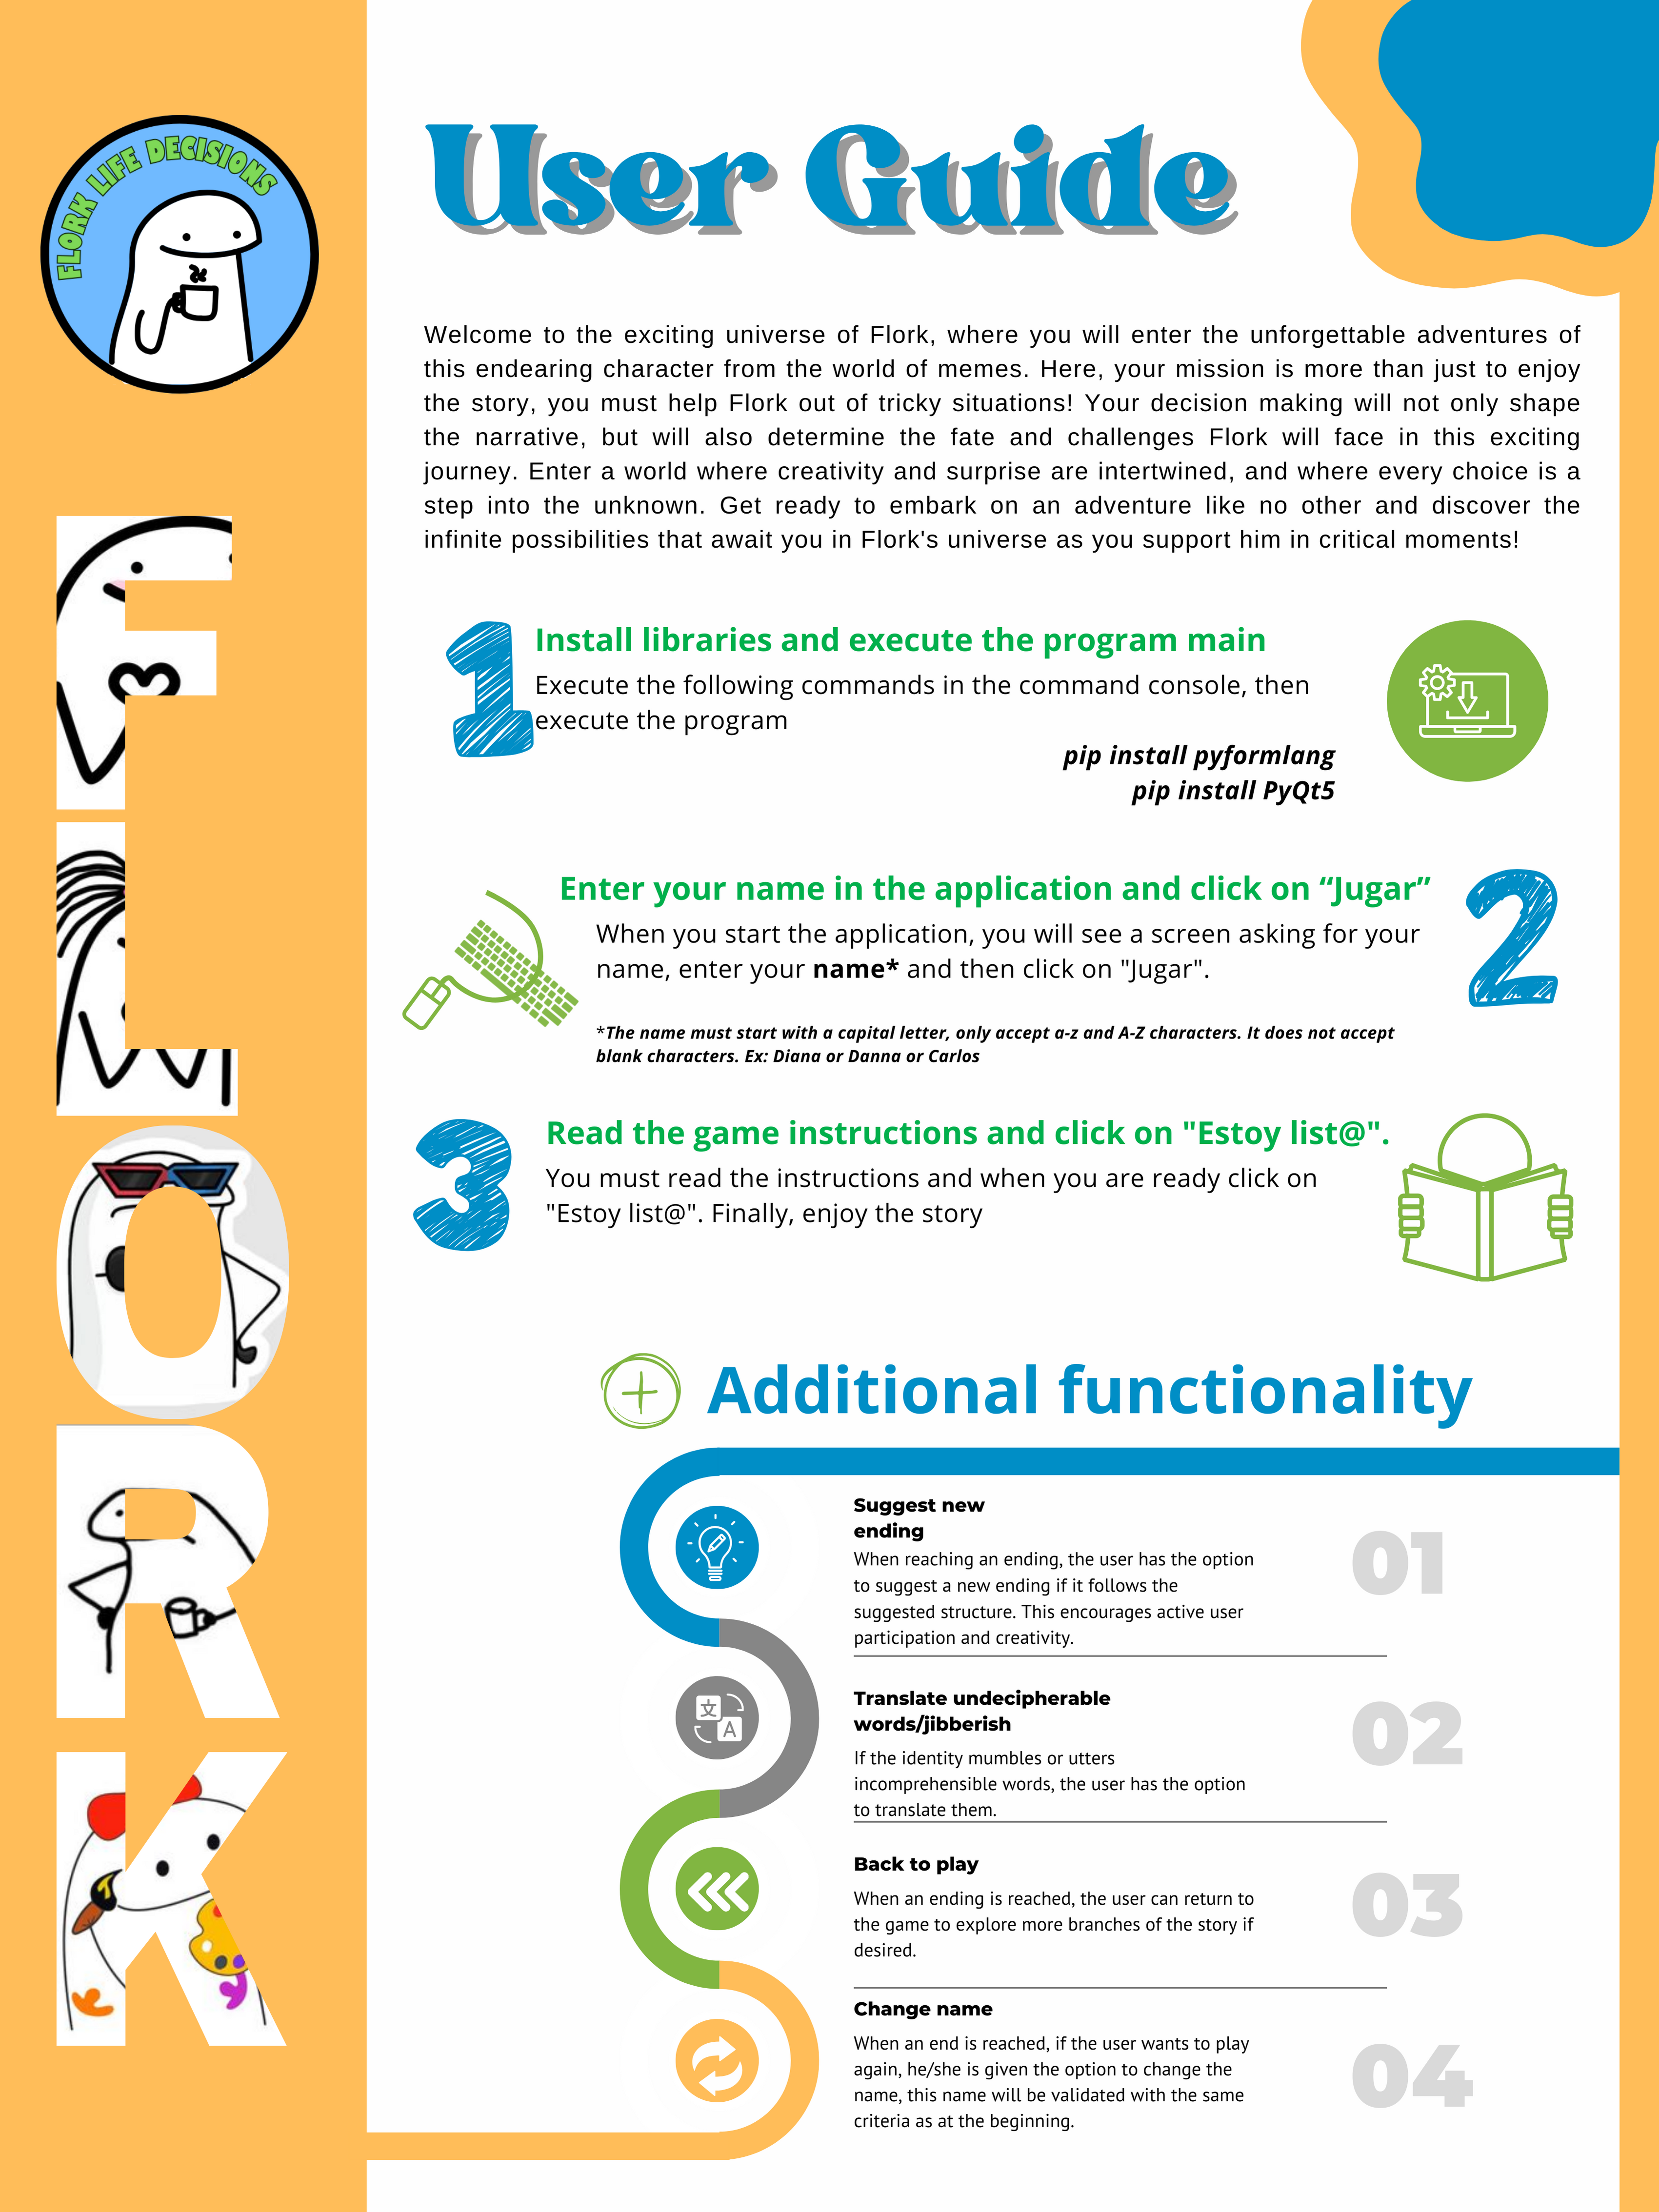 FLORK LIFE DECISIONS
User Guide
Welcome to the exciting universe of Flork, where you will enter the unforgettable adventures of
this endearing character from the world of memes. Here, your mission is more than just to enjoy
the story, you must help Flork out of tricky situations! Your decision making will not only shape
the narrative, but will also determine the fate and challenges Flork will face in this exciting
journey. Enter a world where creativity and surprise are intertwined, and where every choice is a
step into the unknown. Get ready to embark on an adventure like no other and discover the
infinite possibilities that await you in Flork's universe as you support him in critical moments!
FLORK
1
Install libraries and execute the program main
Execute the following commands in the command console, then
execute the program
pip install pyformlang
pip install PyQt5
Enter your name in the application and click on “Jugar”
2
When you start the application, you will see a screen asking for your
name, enter your name* and then click on "Jugar".
*The name must start with a capital letter, only accept a-z and A-Z characters. It does not accept
blank characters. Ex: Diana or Danna or Carlos
3
Read the game instructions and click on "Estoy list@".
You must read the instructions and when you are ready click on
"Estoy list@". Finally, enjoy the story
Additional functionality
Suggest new
ending
When reaching an ending, the user has the option
to suggest a new ending if it follows the
suggested structure. This encourages active user
participation and creativity.
01
Translate undecipherable
words/jibberish
If the identity mumbles or utters
incomprehensible words, the user has the option
to translate them.
02
文
A
Back to play
When an ending is reached, the user can return to
the game to explore more branches of the story if
desired.
03
Change name
When an end is reached, if the user wants to play
again, he/she is given the option to change the
name, this name will be validated with the same
criteria as at the beginning.
04